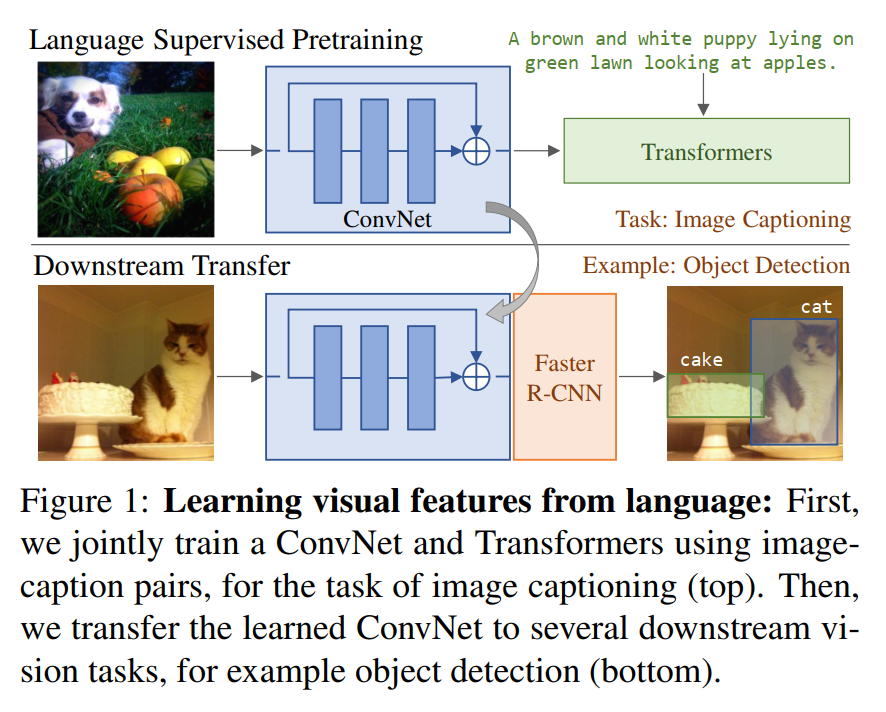 Language Supervised Pretraining
A brown and white puppy lying on
green lawn looking at apples.
ConvNet
Transformers
Task: Image Captioning
Downstream Transfer
Example: Object Detection
Faster
R-CNN
cat
cake
Figure 1: Learning visual features from language: First,
we jointly train a ConvNet and Transformers using image-
caption pairs, for the task of image captioning (top). Then,
we transfer the learned ConvNet to several downstream vi-
sion tasks, for example object detection (bottom).